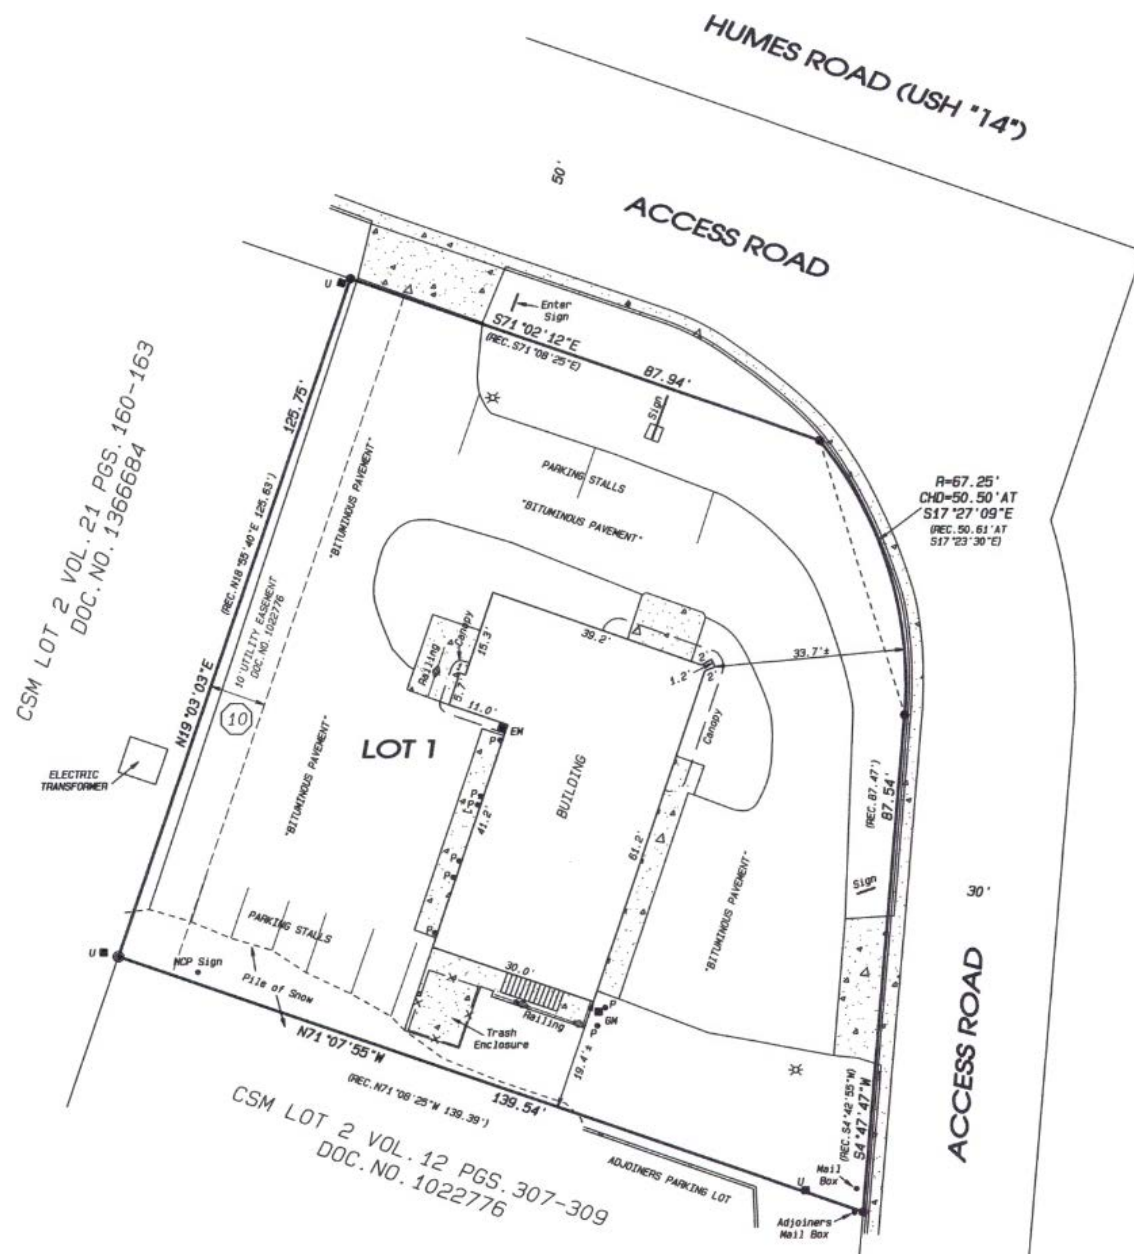 HUMES ROAD (USH "14")
50'
ACCESS ROAD
U
Enter
Sign
S71°02'12"E
(REC.S71°08'25"E)
87.94'
Sign
125.75'
(REC.N18°55'40"E 125.63')
N19°03'03"E
CSM LOT 2 VOL.21 PGS.160-163
DOC.NO.1366684
"BITUMINOUS PAVEMENT"
PARKING STALLS
"BITUMINOUS PAVEMENT"
R=67.25'
CHD=50.50'AT
S17°27'09"E
(REC.50.61'AT
S17°23'30"E)
10'UTILITY EASEMENT
DOC.NO.1022776
10
Railing
Canopy
15.3'
5.7'
11.0'
39.2'
1.2'
2
2
33.7'±
Canopy
EM
P
LOT 1
BUILDING
ELECTRIC
TRANSFORMER
"BITUMINOUS PAVEMENT"
P
P
L
41.2'
P
P
P
61.2'
(REC.87.47')
87.54'
Sign
30'
"BITUMINOUS PAVEMENT"
PARKING STALLS
U
NCP Sign
Pile of Snow
30.0'
Railing
Trash
Enclosure
P
GM
P
19.4'±
N71°07'55"W
(REC.N71°08'25"W 139.39')
139.54'
(REC.S4°42'55"W)
S4°47'47"W
ACCESS ROAD
CSM LOT 2 VOL.12 PGS.307-309
DOC.NO.1022776
ADJOINERS PARKING LOT
U
Mail
Box
Adjoiners
Mail Box